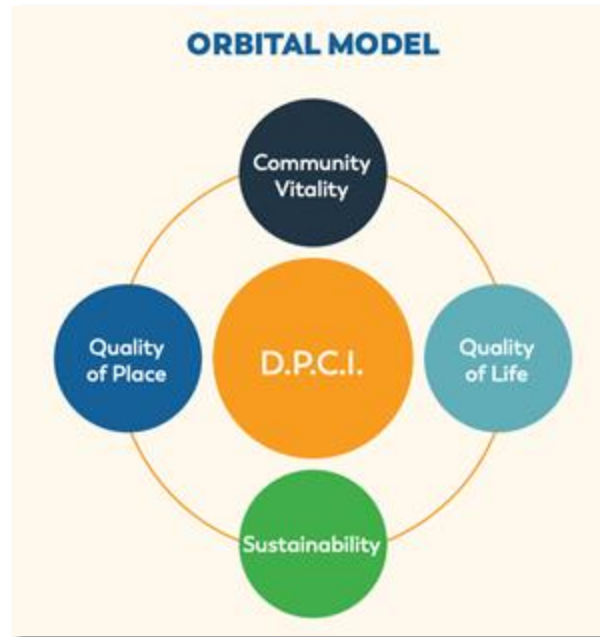 ORBITAL MODEL
Community
Vitality
Quality
of Place
D.P.C.I.
Quality
of Life
Sustainability